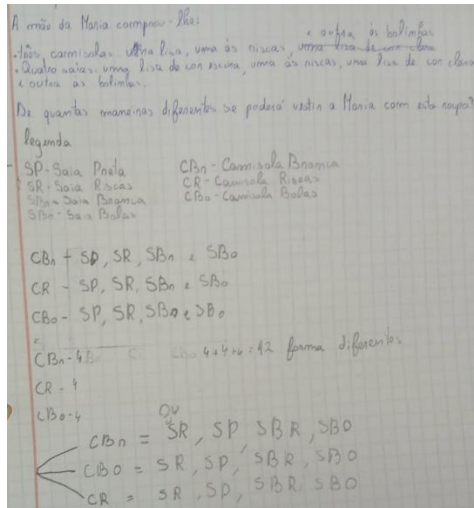 A mãe da Maria comprou-lhe:
- três camisolas: uma lisa, uma às riscas, e outra às bolinhas
- Quatro saias: uma lisa de cor escura, uma às riscas, uma lisa de cor clara
e outra às bolinhas.
De quantas maneiras diferentes se poderá vestir a Maria com esta roupa?
legenda
SP - Saia Preta CBn - Camisola Branca
SR - Saia Riscas CR - Camisola Riscas
SBn - Saia Branca CBo - Camisola Bolas
SBo - Saia Bolas
CBn + SP, SR, SBn e SBo
CR - SP, SR, SBn e SBo
CBo - SP, SR, SBn e SBo
CBn - 4 4+4+4=12 forma diferentes
CR - 4
CBo - 4
OU
CBn = SR, SP, SBR, SBO
CBO = SR, SP, SBR, SBO
CR = SR, SP, SBR, SBO